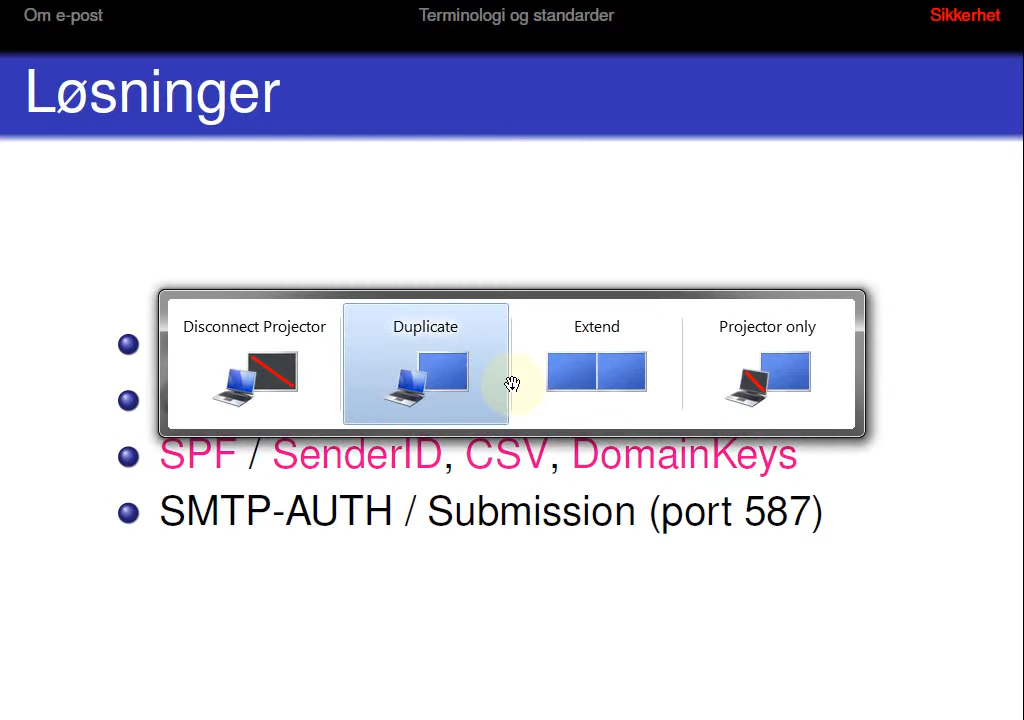 Om e-post Terminologi og standarder Sikkerhet
Løsninger
Disconnect Projector Duplicate Extend Projector only
SPF / SenderID, CSV, DomainKeys
SMTP-AUTH / Submission (port 587)